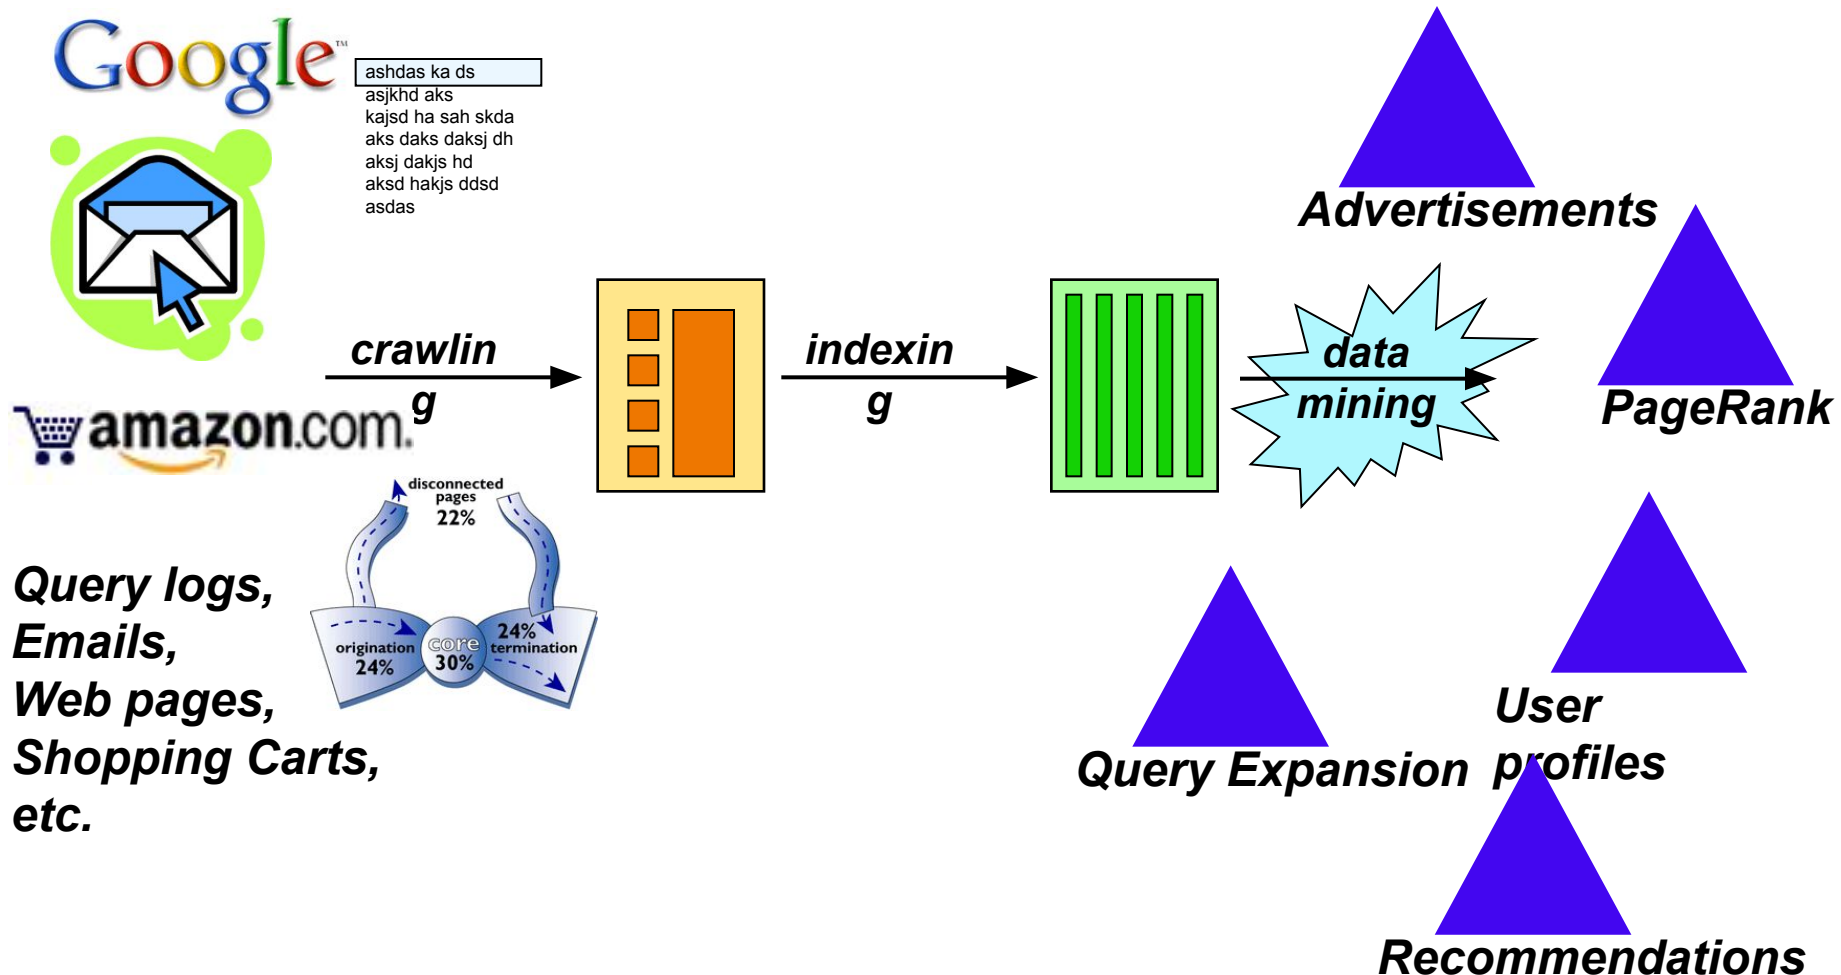 Google™
ashdas ka ds
asjkhd aks
kajsd ha sah skda
aks daks daksj dh
aksj dakjs hd
aksd hakjs ddsd
asdas
amazon.com.
crawlin
g
indexin
g
data
mining
Advertisements
PageRank
disconnected
pages
22%
origination
24%
core
30%
24%
termination
Query logs,
Emails,
Web pages,
Shopping Carts,
etc.
Query Expansion
User
profiles
Recommendations